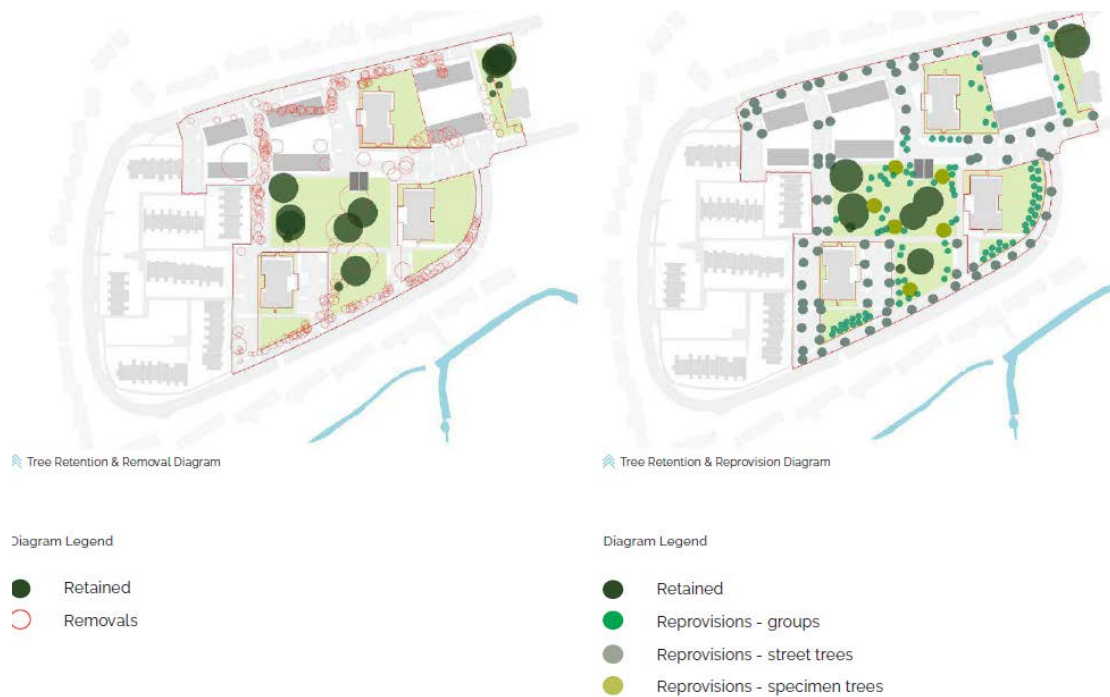 Tree Retention & Removal Diagram
Diagram Legend
Retained
Removals
Tree Retention & Reprovision Diagram
Diagram Legend
Retained
Reprovisions - groups
Reprovisions - street trees
Reprovisions - specimen trees